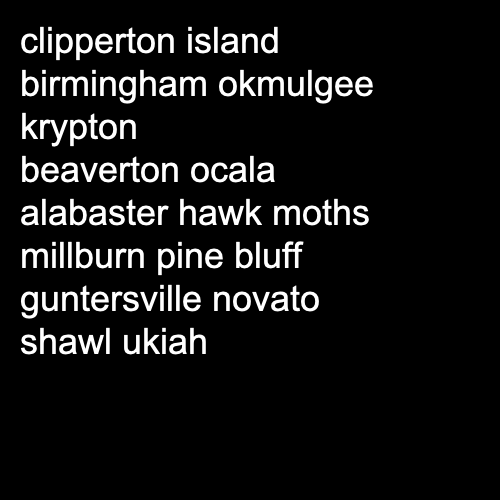 clipperton island
birmingham okmulgee
krypton
beaverton ocala
alabaster hawk moths
millburn pine bluff
guntersville novato
shawl ukiah